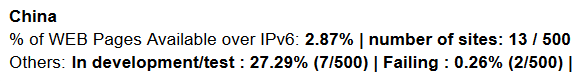 China
% of WEB Pages Available over IPv6: 2.87% | number of sites: 13 / 500
Others: In development/test : 27.29% (7/500) | Failing : 0.26% (2/500) |